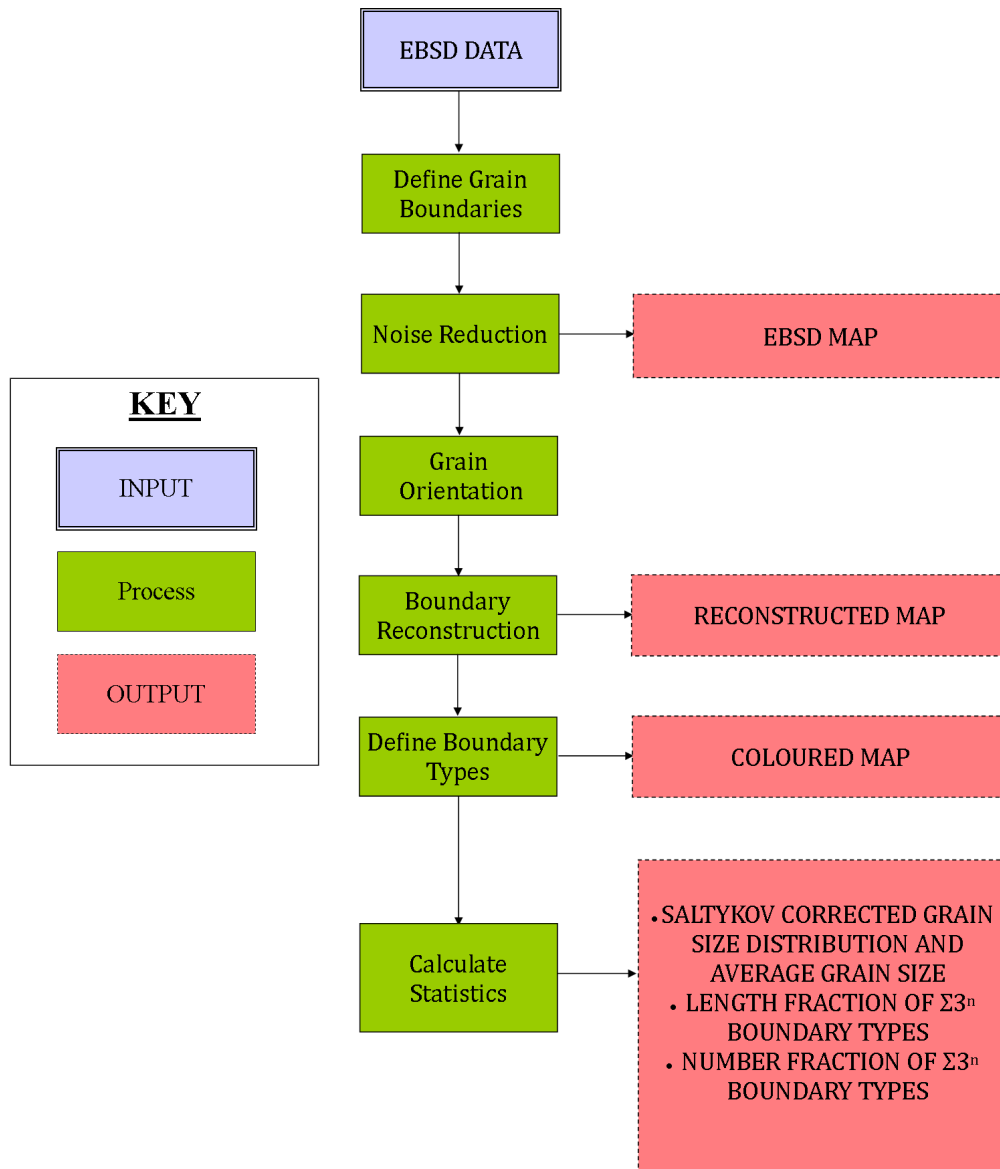 EBSD DATA
Define Grain
Boundaries
Noise Reduction
EBSD MAP
KEY
INPUT
Process
OUTPUT
Grain
Orientation
Boundary
Reconstruction
RECONSTRUCTED MAP
Define Boundary
Types
COLOURED MAP
Calculate
Statistics
• SALTYKOV CORRECTED GRAIN
SIZE DISTRIBUTION AND
AVERAGE GRAIN SIZE
• LENGTH FRACTION OF Σ3ⁿ
BOUNDARY TYPES
• NUMBER FRACTION OF Σ3ⁿ
BOUNDARY TYPES